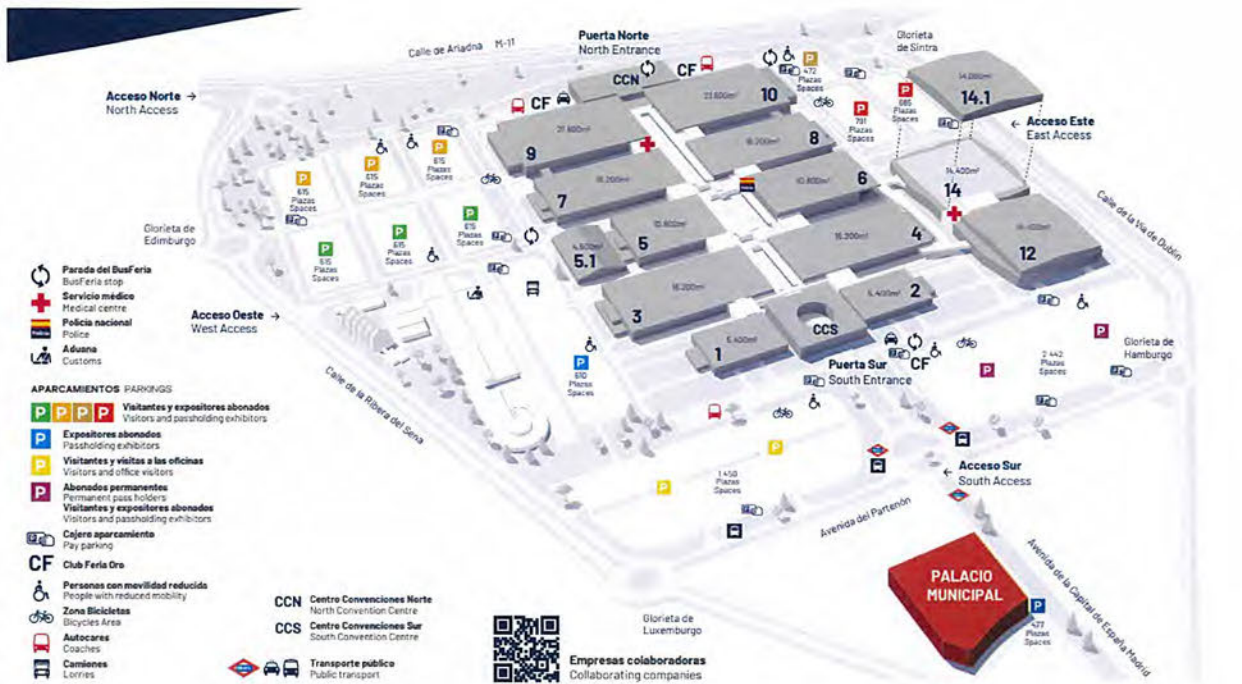 Calle de Ariadna M-11
Puerta Norte
North Entrance
Glorieta
de Sintra
Acceso Norte →
North Access
CCN
CF
CF
472
Plazas
Spaces
14.1
685
Plazas
Spaces
781
Plazas
Spaces
← Acceso Este
East Access
10
9
8
7
6
5
5.1
4
3
2
1
14
12
CCS
615
Plazas
Spaces
615
Plazas
Spaces
615
Plazas
Spaces
615
Plazas
Spaces
615
Plazas
Spaces
615
Plazas
Spaces
Glorieta de
Edimburgo
Calle de la Vía de Dublín
Acceso Oeste →
West Access
Calle de la Ribera del Sena
610
Plazas
Spaces
Puerta Sur
South Entrance
CF
2 442
Plazas
Spaces
Glorieta de
Hamburgo
1 450
Plazas
Spaces
← Acceso Sur
South Access
Avenida del Partenón
Avenida de la Capital de España Madrid
PALACIO
MUNICIPAL
477
Plazas
Spaces
Glorieta de
Luxemburgo
Parada del BusFeria
BusFeria stop
Servicio médico
Medical centre
Policía nacional
Police
Aduana
Customs
APARCAMIENTOS PARKINGS
P P P P Visitantes y expositores abonados
Visitors and passholding exhibitors
P Expositores abonados
Passholding exhibitors
P Visitantes y visitas a las oficinas
Visitors and office visitors
P Abonados permanentes
Permanent pass holders
Visitantes y expositores abonados
Visitors and passholding exhibitors
Cajero aparcamiento
Pay parking
CF Club Feria Oro
Personas con movilidad reducida
People with reduced mobility
Zona Bicicletas
Bicycles Area
Autocares
Coaches
Camiones
Lorries
CCN Centro Convenciones Norte
North Convention Centre
CCS Centro Convenciones Sur
South Convention Centre
Transporte público
Public transport
Empresas colaboradoras
Collaborating companies